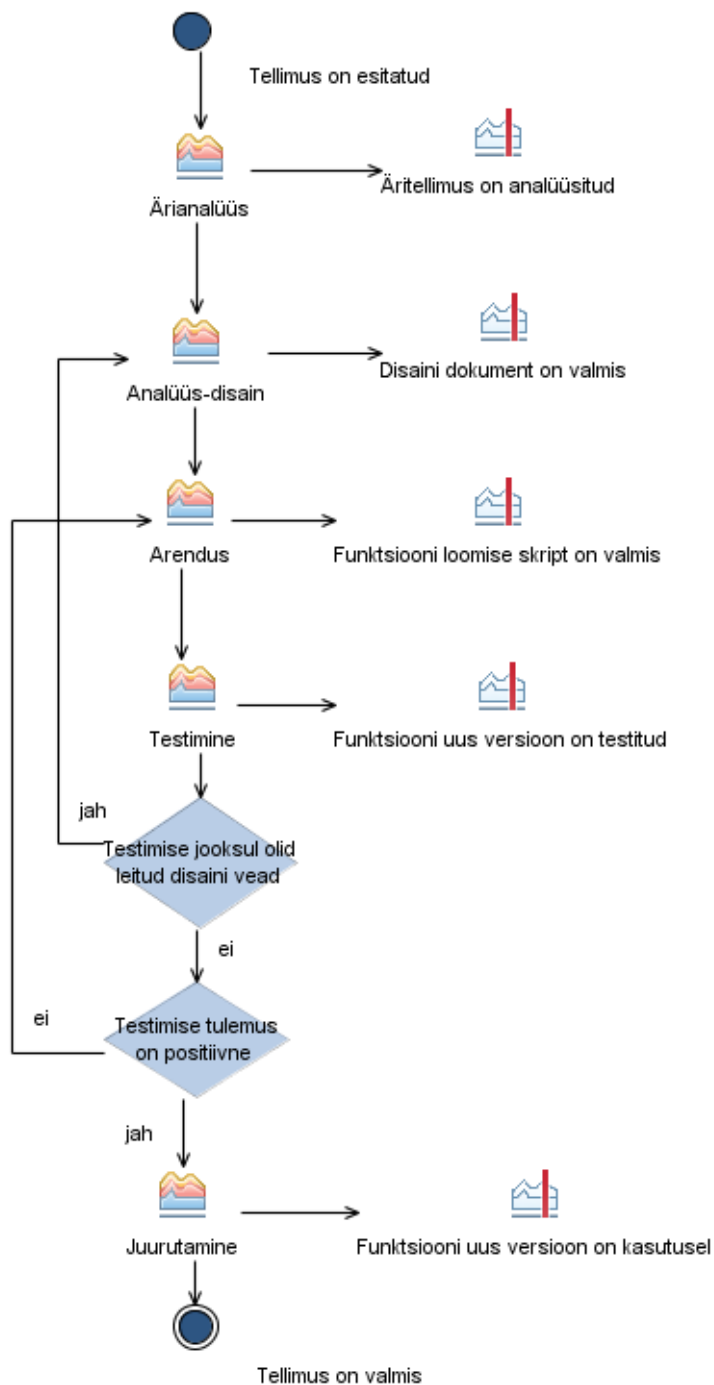 Tellimus on esitatud
Äritellimus on analüüsitud
Ärianalüüs
Disaini dokument on valmis
Analüüs-disain
Arendus
Funktsiooni loomise skript on valmis
Testimine
Funktsiooni uus versioon on testitud
jah
Testimise jooksul olid
leitud disaini vead
ei
ei
Testimise tulemus
on positiivne
jah
Juurutamine
Funktsiooni uus versioon on kasutusel
Tellimus on valmis